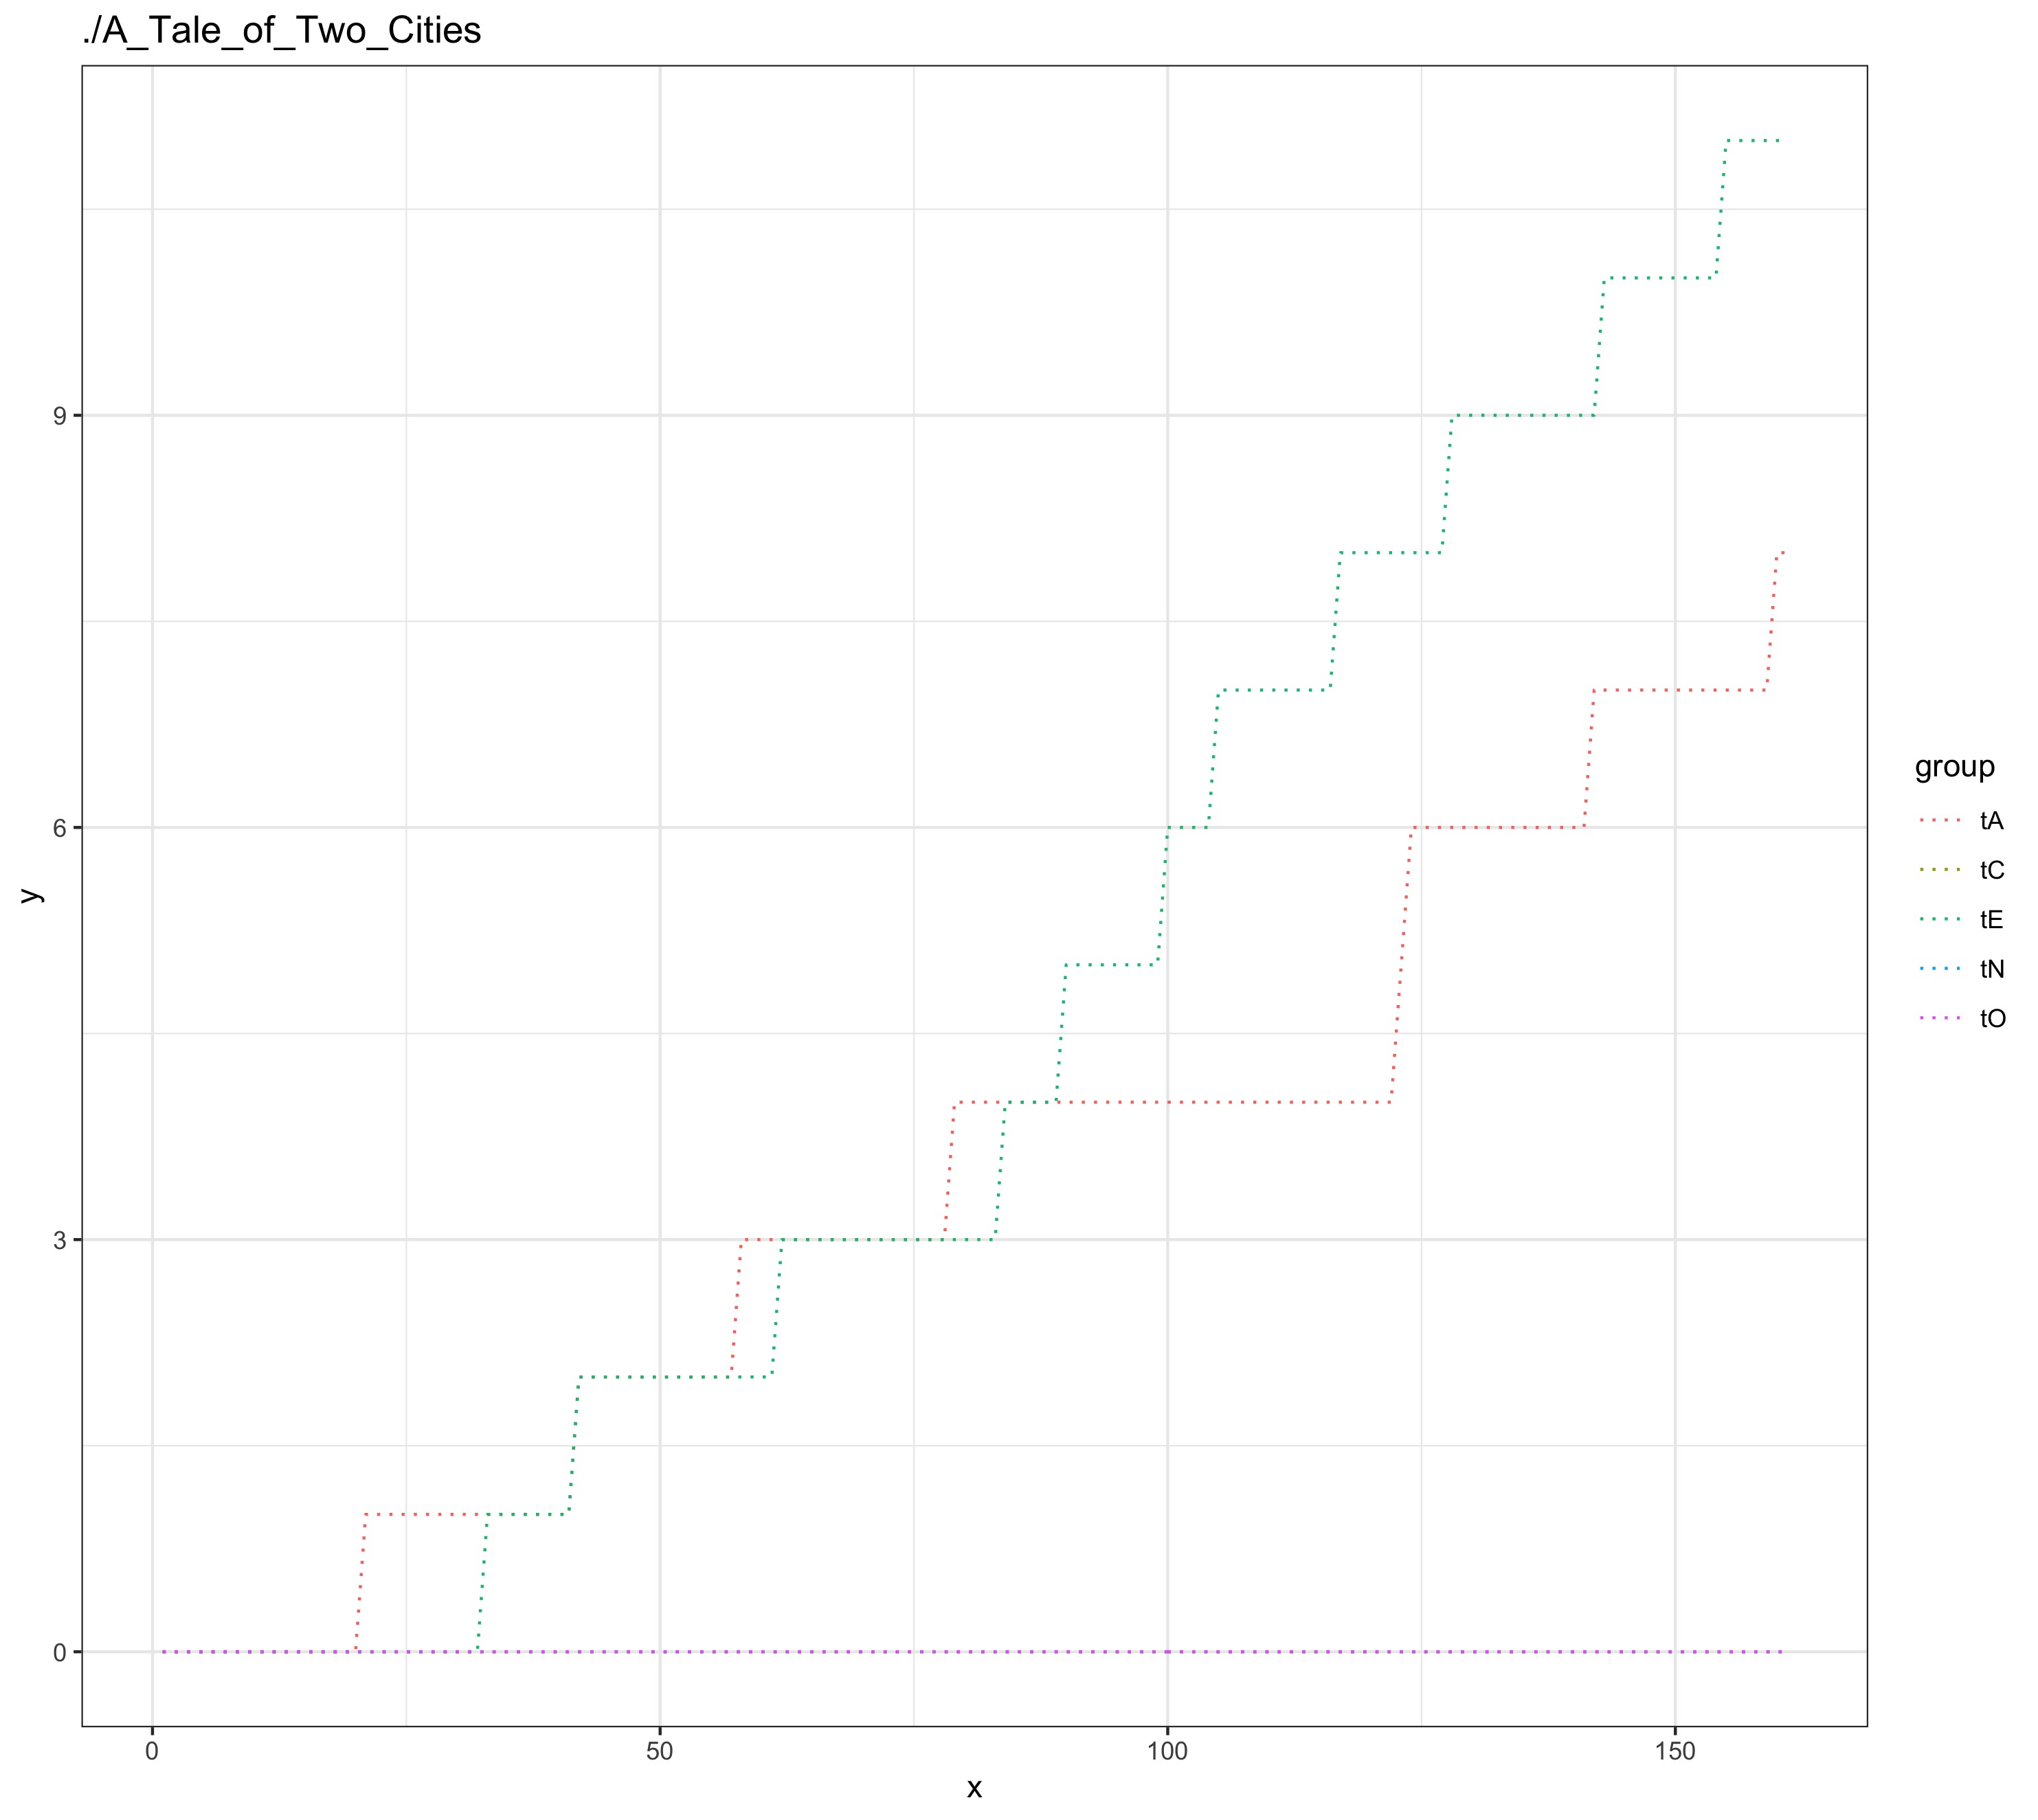 ./A_Tale_of_Two_Cities
9
6
3
0
y
0 50 100 150
x
group
tA
tC
tE
tN
tO